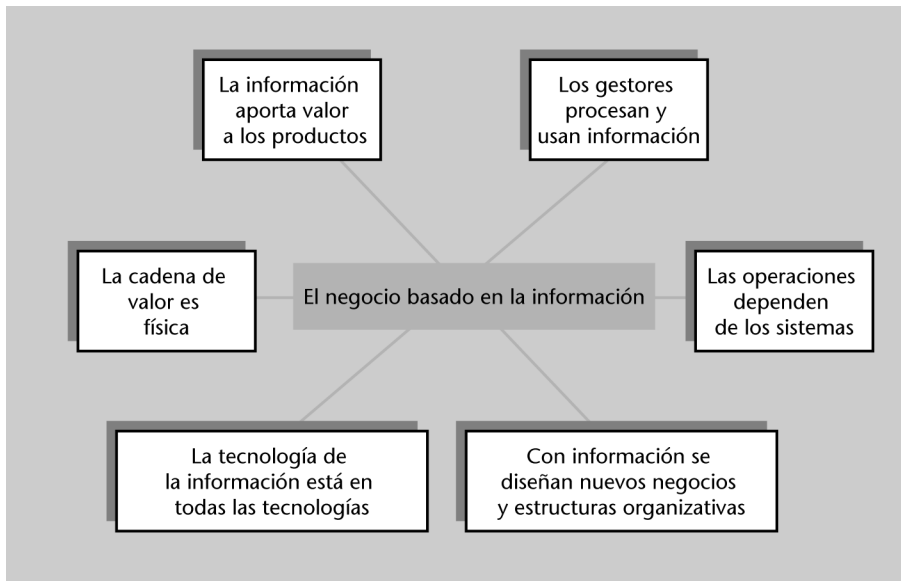 La información
aporta valor
a los productos
Los gestores
procesan y
usan información
La cadena de
valor es
física
El negocio basado en la información
Las operaciones
dependen
de los sistemas
La tecnología de
la información está en
todas las tecnologías
Con información se
diseñan nuevos negocios
y estructuras organizativas